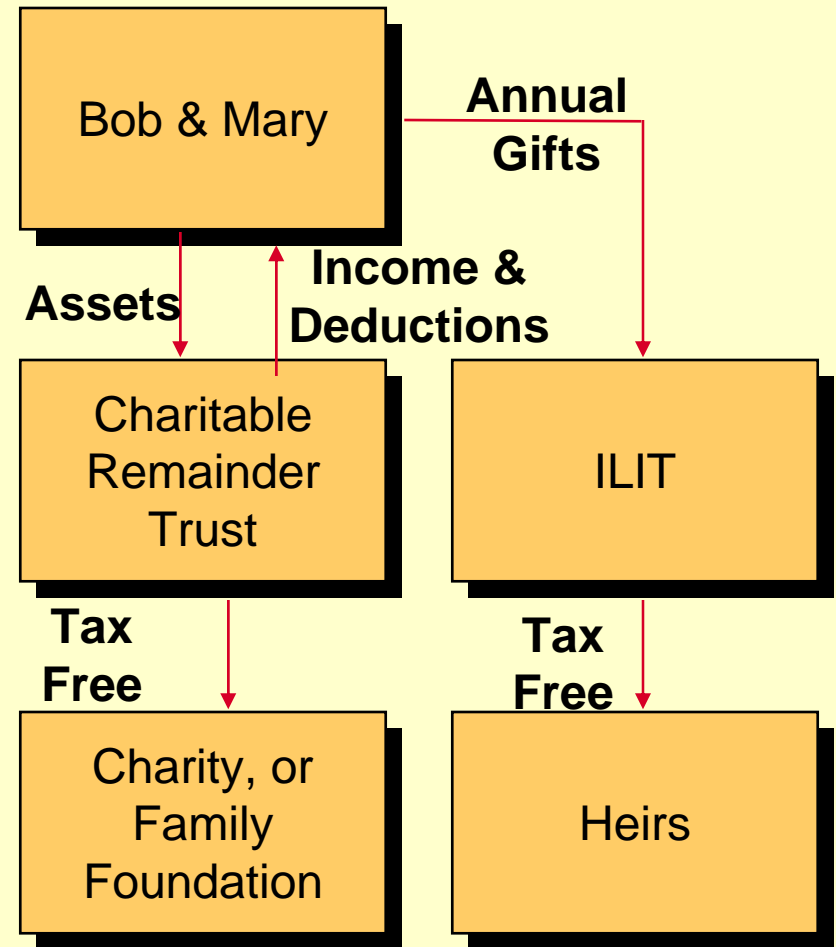 Bob & Mary
Annual
Gifts
Assets
Income &
Deductions
Charitable
Remainder
Trust
ILIT
Tax
Free
Tax
Free
Charity, or
Family
Foundation
Heirs